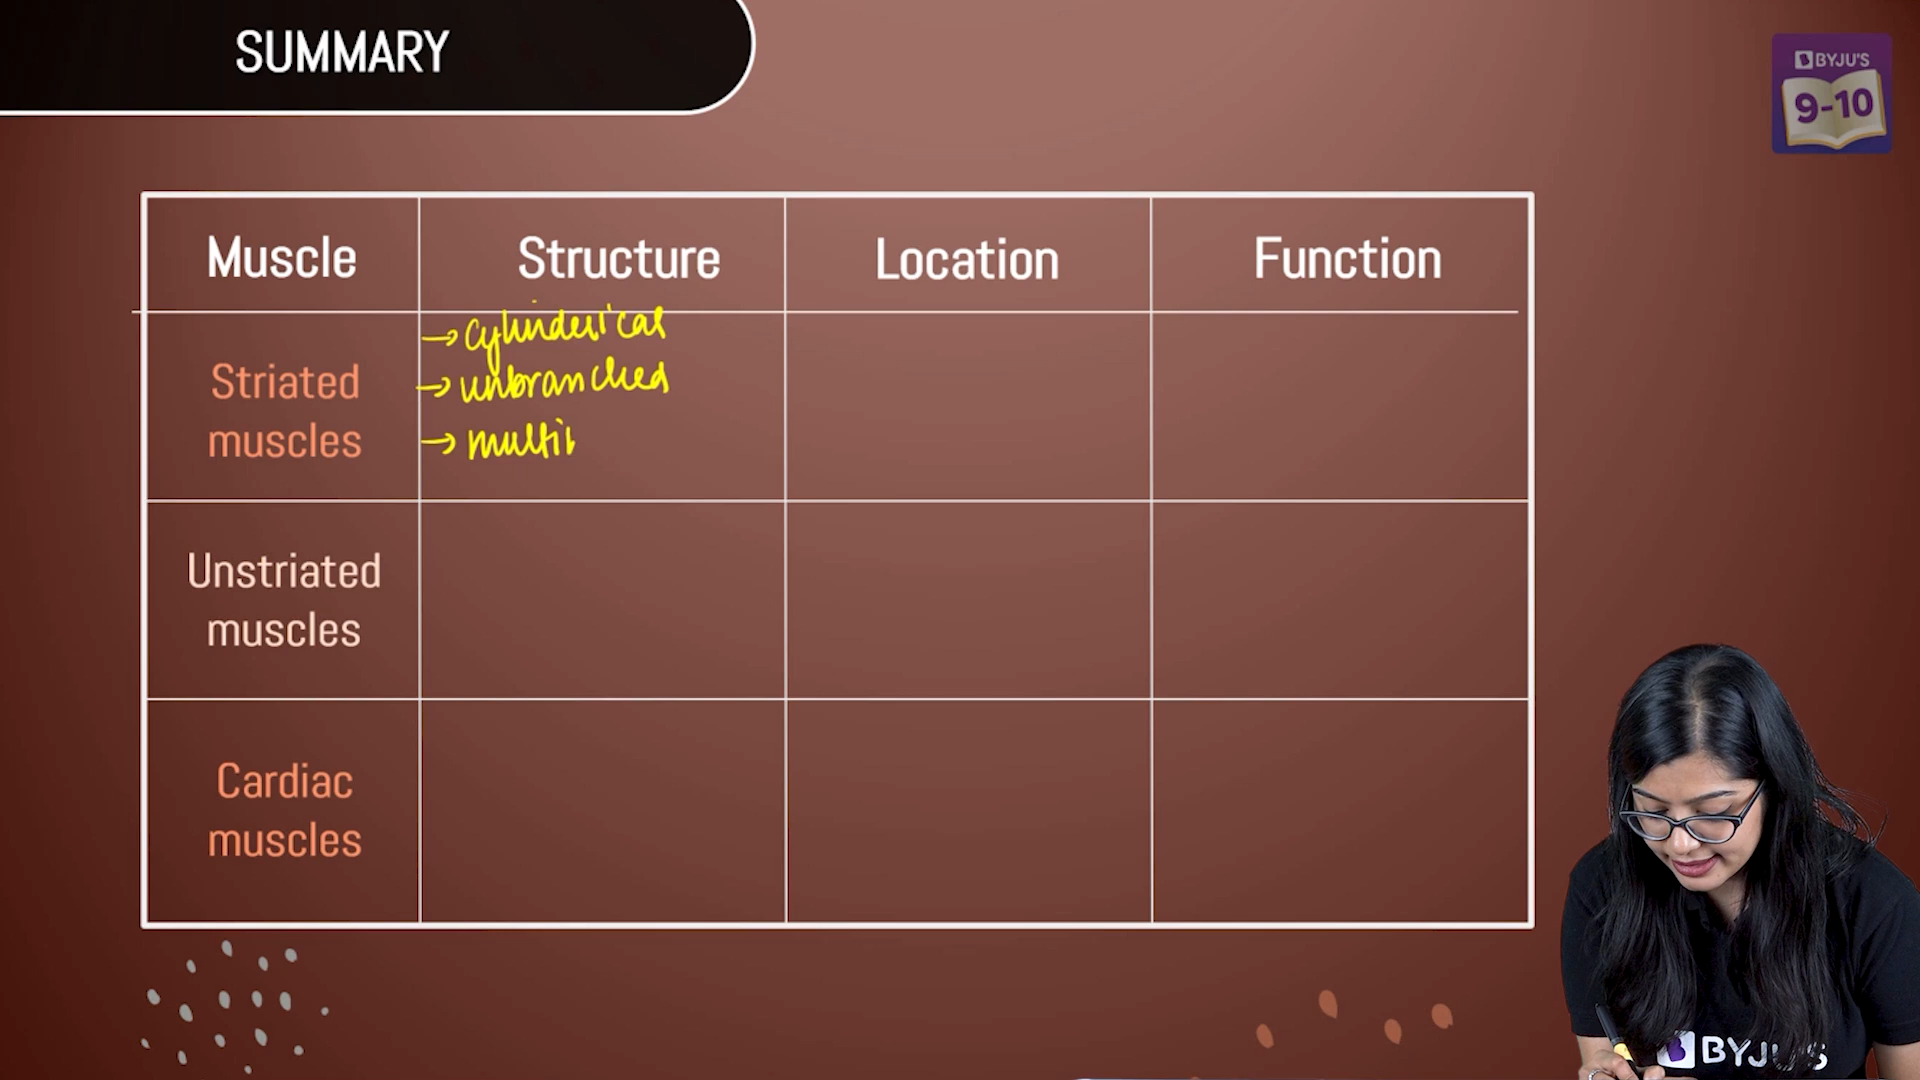 SUMMARY
BYJU'S
9-10
Muscle Structure Location Function
→ cylinderical
Striated muscles
→ unbranched
→ multi
Unstriated
muscles
Cardiac
muscles
BYJU'S